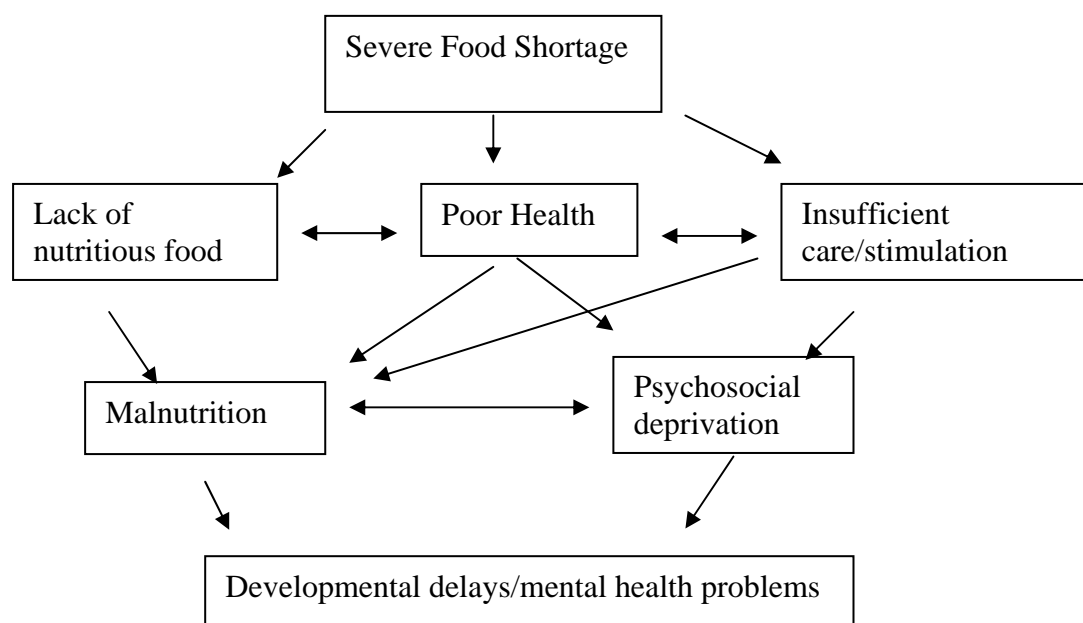 Severe Food Shortage
Lack of
nutritious food
Poor Health
Insufficient
care/stimulation
Malnutrition
Psychosocial
deprivation
Developmental delays/mental health problems